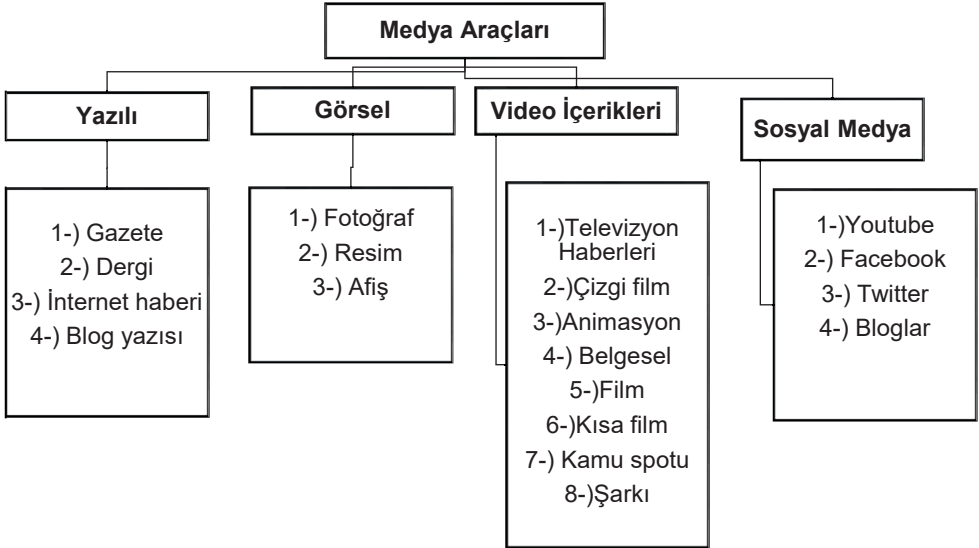 Medya Araçları
Yazılı
1-) Gazete
2-) Dergi
3-) İnternet haberi
4-) Blog yazısı
Görsel
1-) Fotoğraf
2-) Resim
3-) Afiş
Video İçerikleri
1-)Televizyon
Haberleri
2-)Çizgi film
3-)Animasyon
4-) Belgesel
5-)Film
6-)Kısa film
7-) Kamu spotu
8-)Şarkı
Sosyal Medya
1-)Youtube
2-) Facebook
3-) Twitter
4-) Bloglar